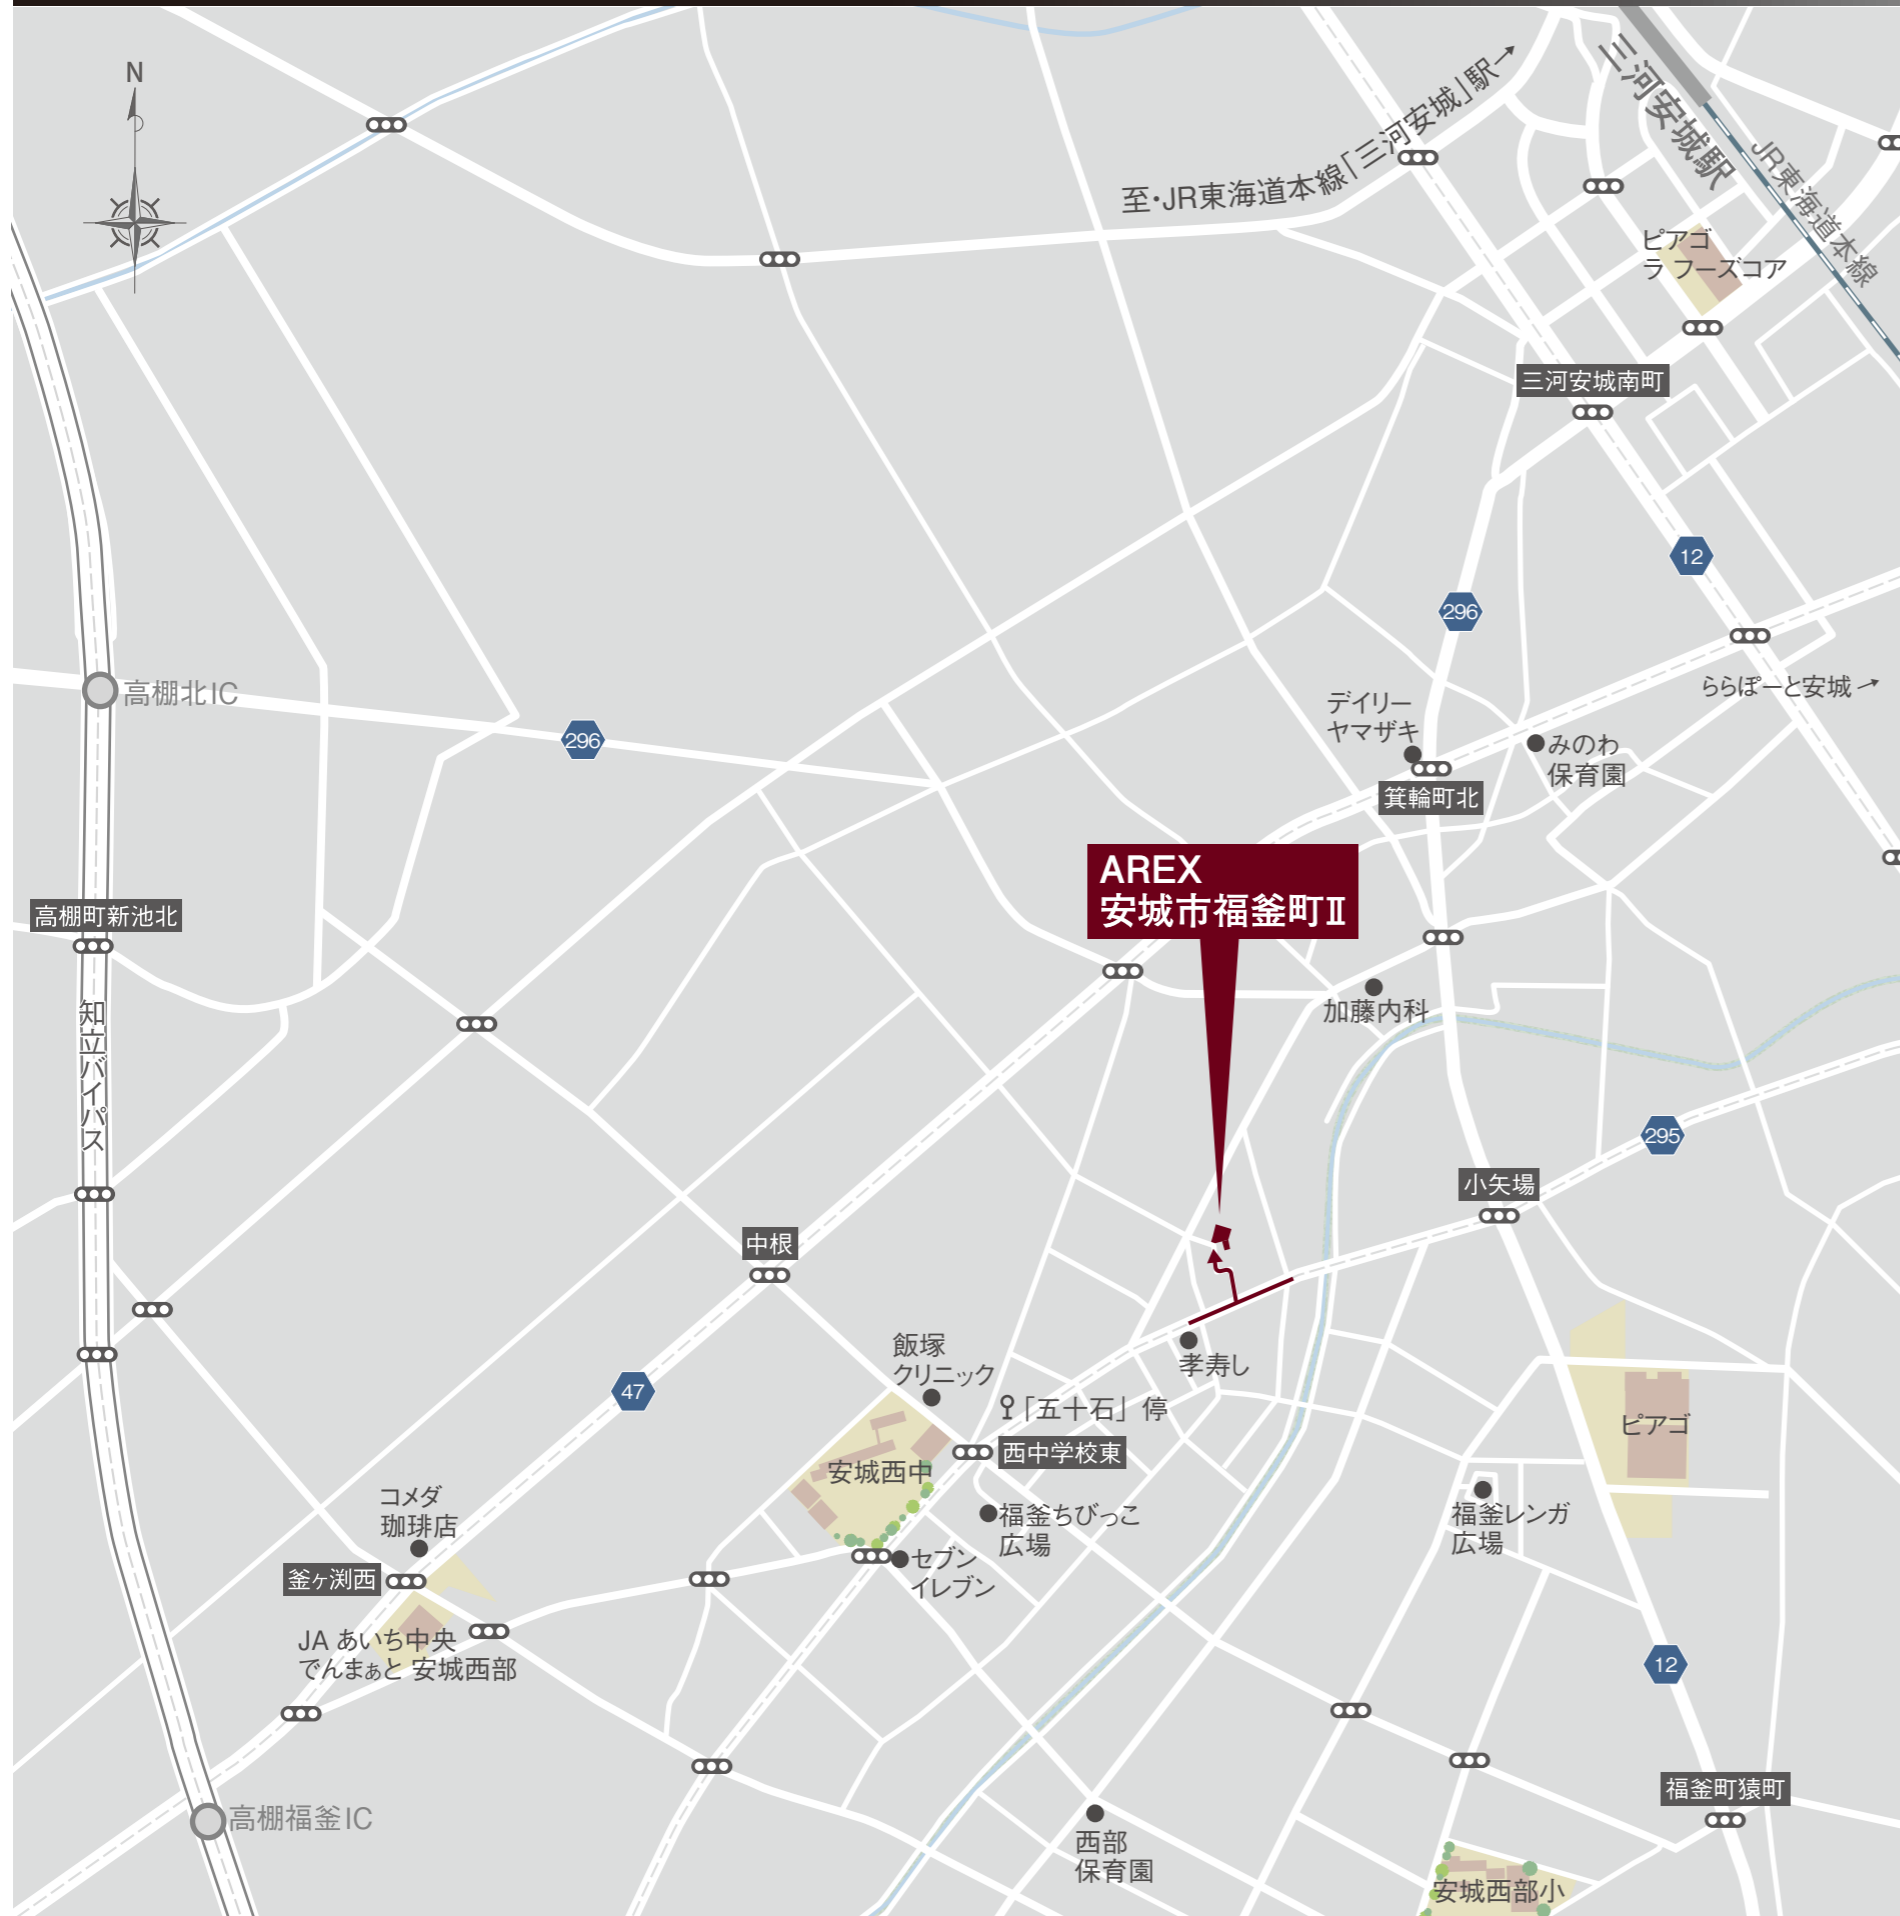 N
三河安城駅
至・JR東海道本線「三河安城」駅→
JR東海道本線
ピアゴ
ラ フーズコア
三河安城南町
12
296
高棚北IC
296
デイリー
ヤマザキ
みのわ
保育園
ららぽーと安城→
箕輪町北
AREX
安城市福釜町Ⅱ
高棚町新池北
知立バイパス
加藤内科
295
小矢場
中根
飯塚
クリニック
孝寿し
47
「五十石」停
西中学校東
ピアゴ
安城西中
コメダ
珈琲店
福釜ちびっこ
広場
福釜レンガ
広場
セブン
イレブン
釜ヶ渕西
JA あいち中央
でんまぁと 安城西部
12
福釜町猿町
高棚福釜IC
西部
保育園
安城西部小